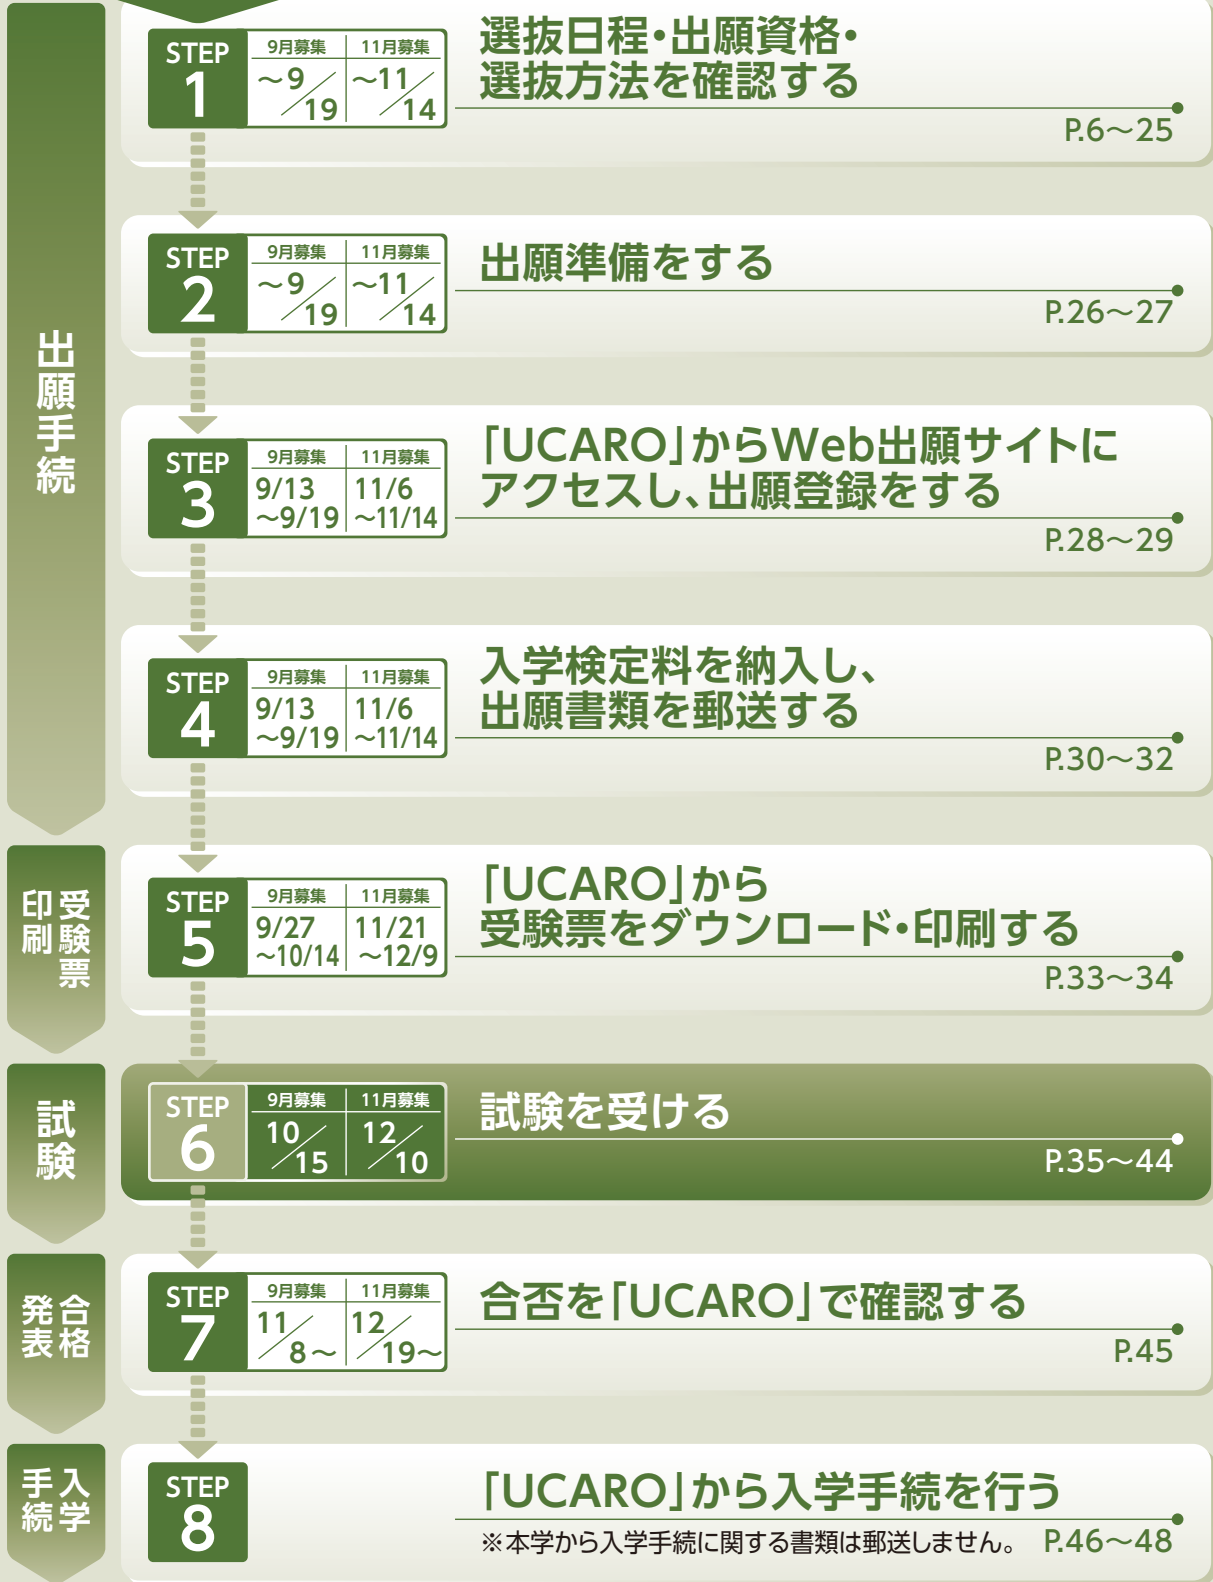 出願手続
STEP
1
9月募集 11月募集
～9/19 ～11/14
選抜日程・出願資格・
選抜方法を確認する
P.6～25
STEP
2
9月募集 11月募集
～9/19 ～11/14
出願準備をする
P.26～27
STEP
3
9月募集 11月募集
9/13 11/6
～9/19 ～11/14
「UCARO」からWeb出願サイトに
アクセスし、出願登録をする
P.28～29
STEP
4
9月募集 11月募集
9/13 11/6
～9/19 ～11/14
入学検定料を納入し、
出願書類を郵送する
P.30～32
受験票
印刷
STEP
5
9月募集 11月募集
9/27 11/21
～10/14 ～12/9
「UCARO」から
受験票をダウンロード・印刷する
P.33～34
試験
STEP
6
9月募集 11月募集
10/15 12/10
試験を受ける
P.35～44
合格
発表
STEP
7
9月募集 11月募集
11/8～ 12/19～
合否を「UCARO」で確認する
P.45
入学
手続
STEP
8
「UCARO」から入学手続を行う
※本学から入学手続に関する書類は郵送しません。 P.46～48